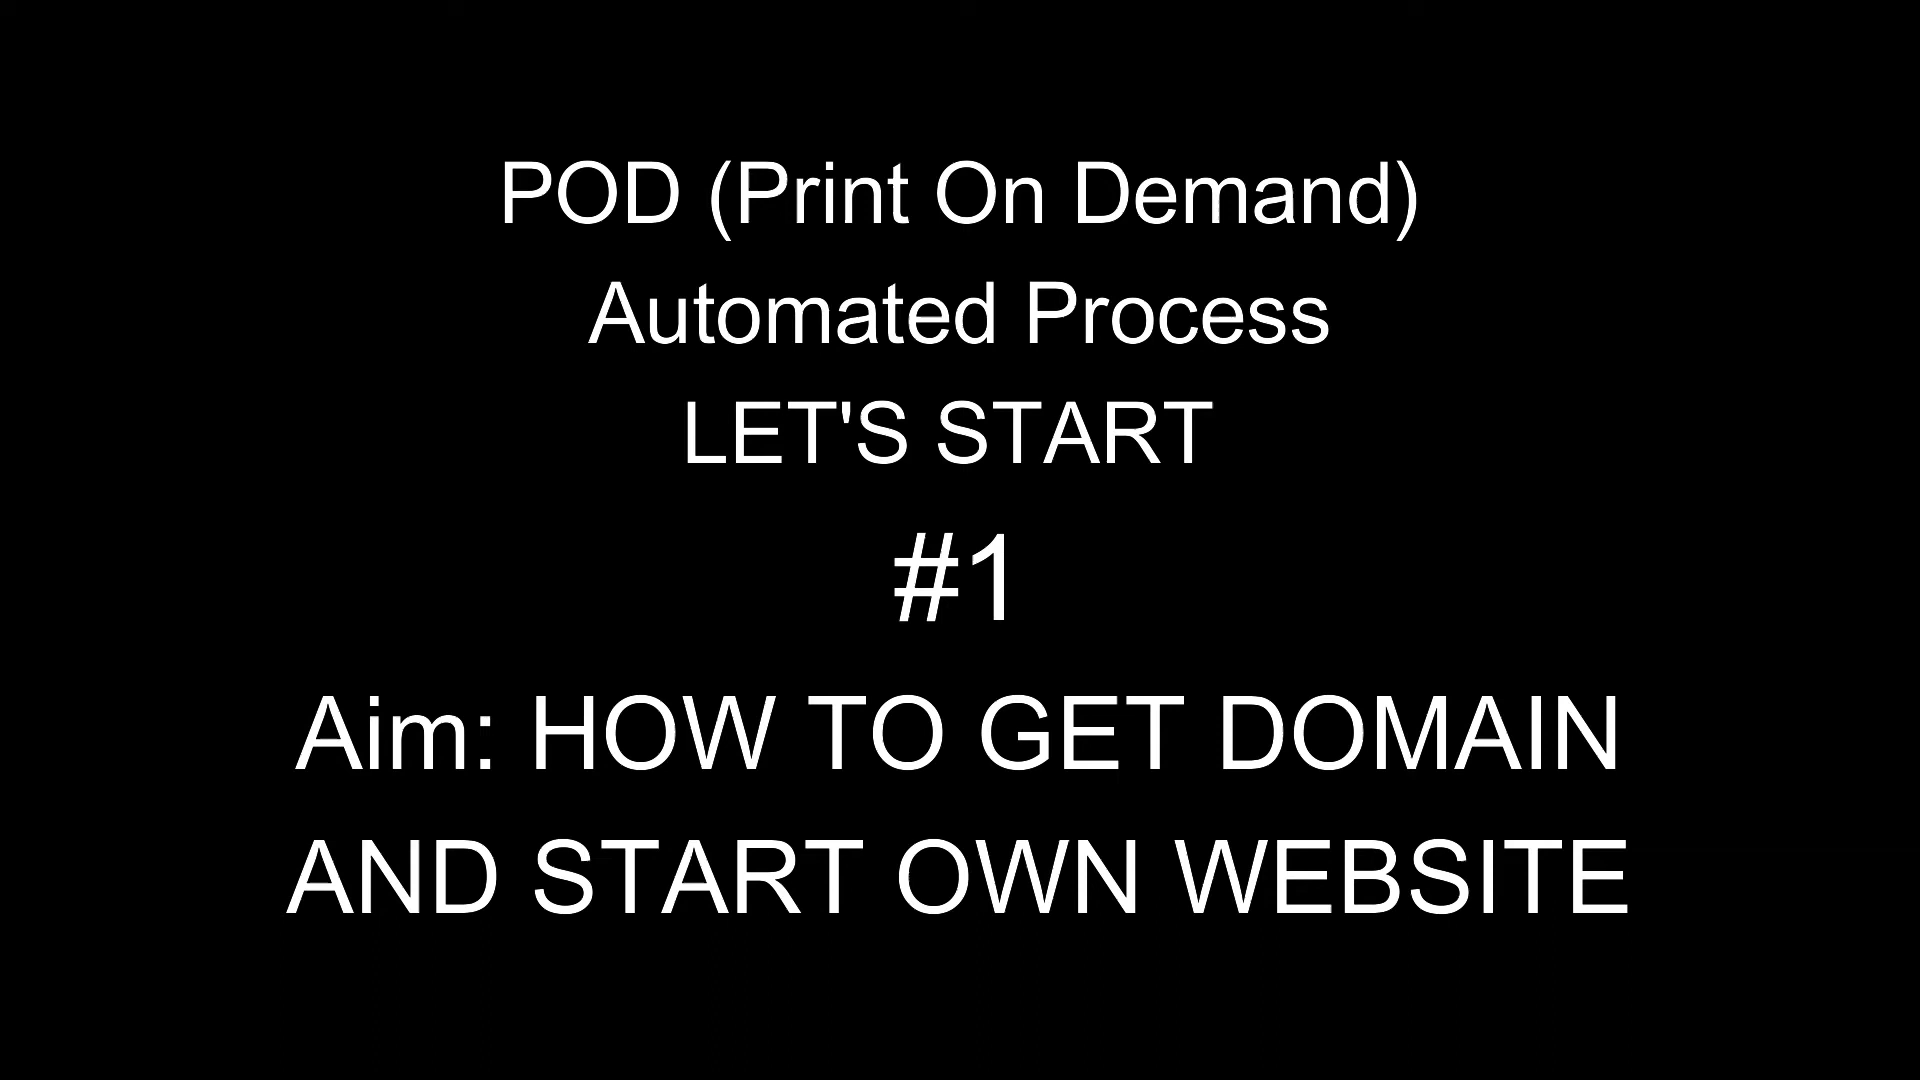 POD (Print On Demand)
Automated Process
LET'S START
#1
Aim: HOW TO GET DOMAIN
AND START OWN WEBSITE